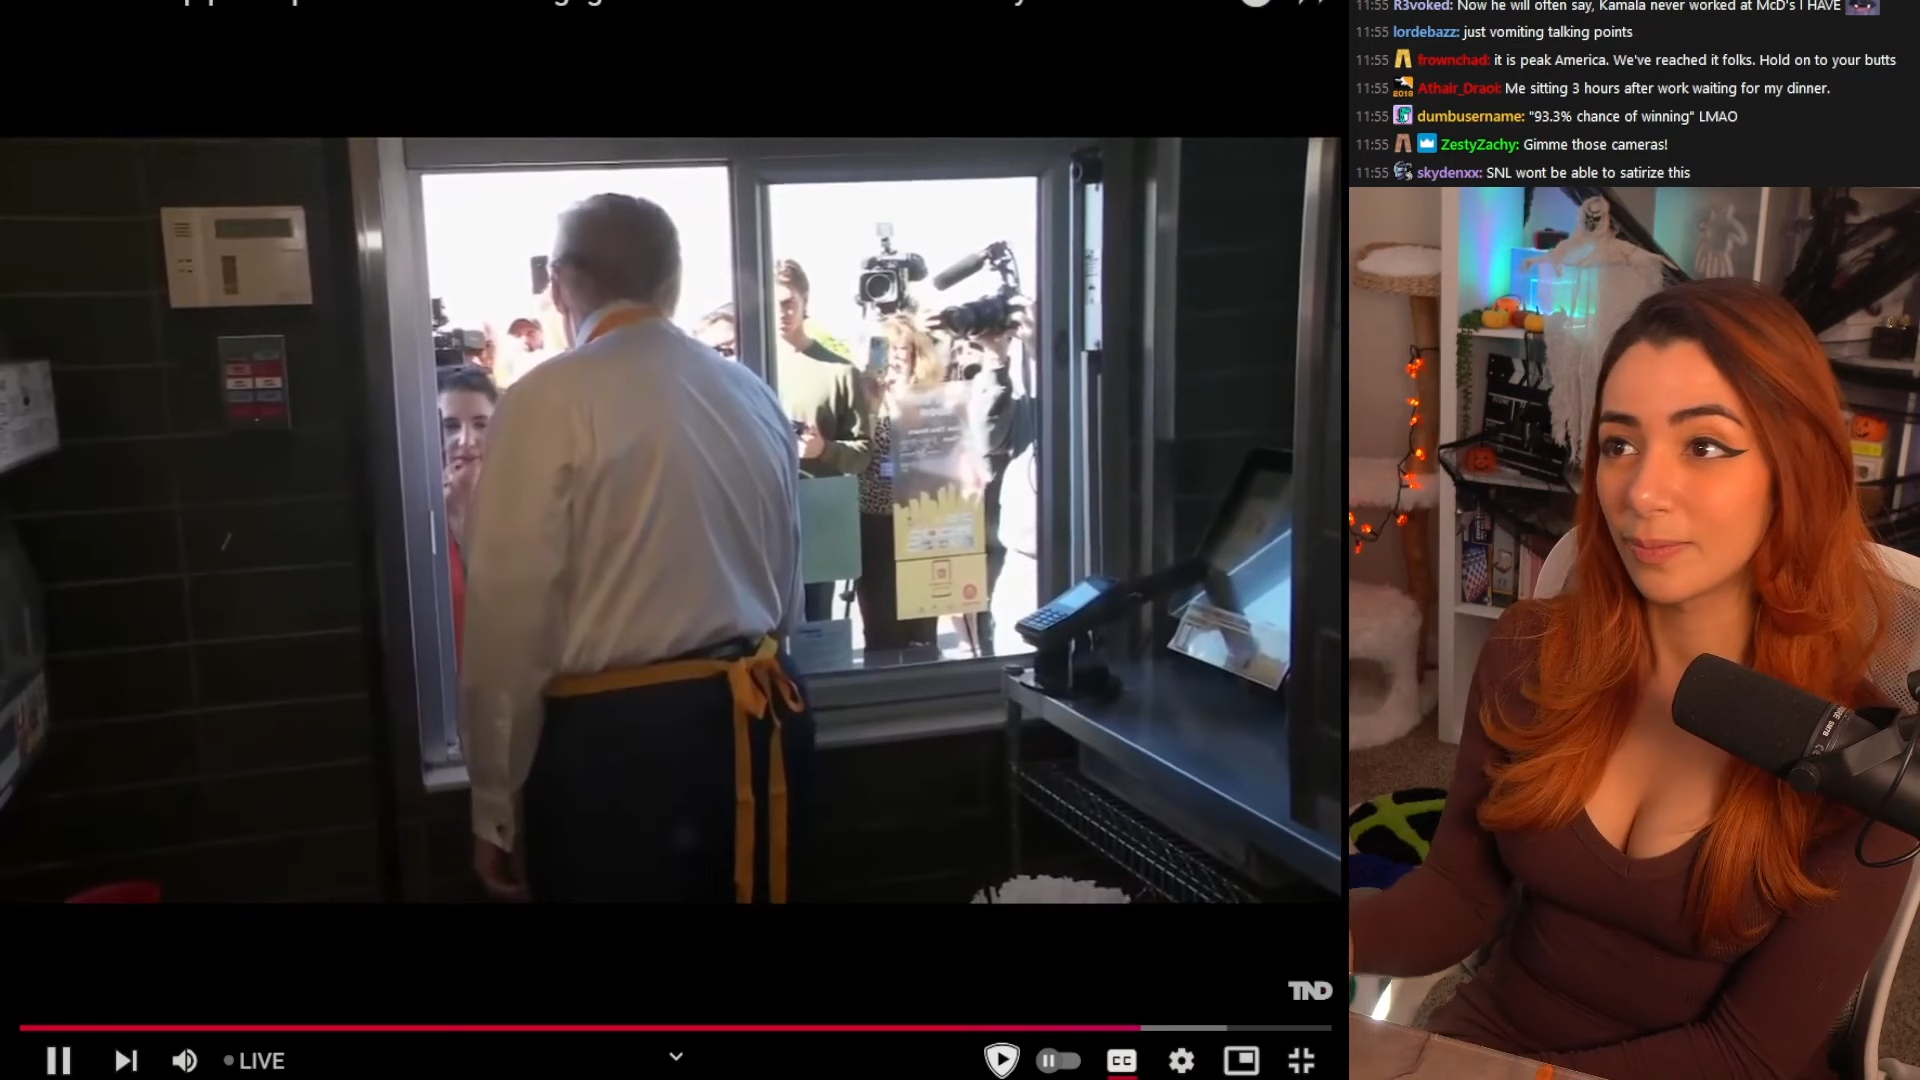 11:55 R3voked: Now he will often say, Kamala never worked at McD's I HAVE
11:55 lordebazz: just vomiting talking points
11:55 frownchad: it is peak America. We've reached it folks. Hold on to your butts
11:55 2018 Athair_Draoi: Me sitting 3 hours after work waiting for my dinner.
11:55 dumbusername: "93.3% chance of winning" LMAO
11:55 ZestyZachy: Gimme those cameras!
11:55 skydenxx: SNL wont be able to satirize this
TND
LIVE
CC